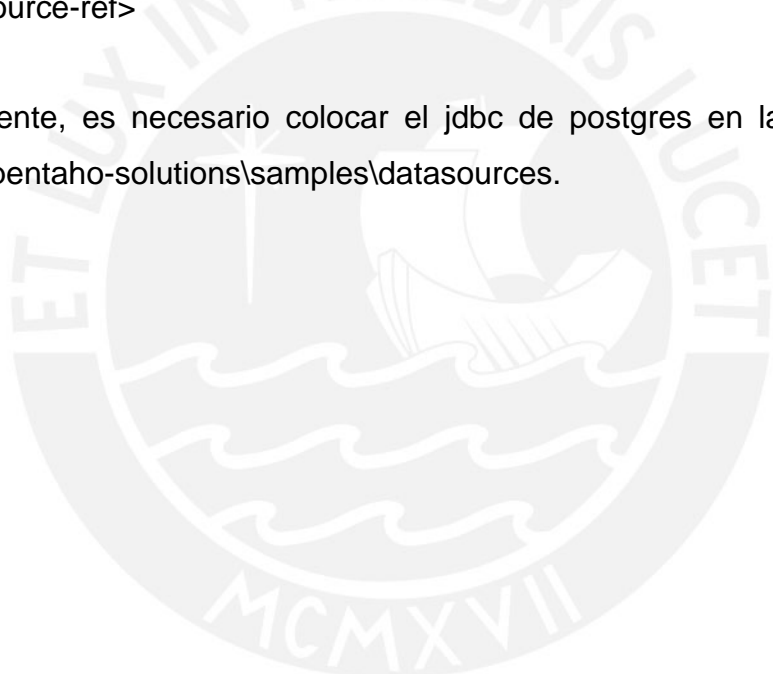 ource-ref>
ente, es necesario colocar el jdbc de postgres en la
pentaho-solutions\samples\datasources.
ET LUX IN BRIS LUCET
MCMXVII